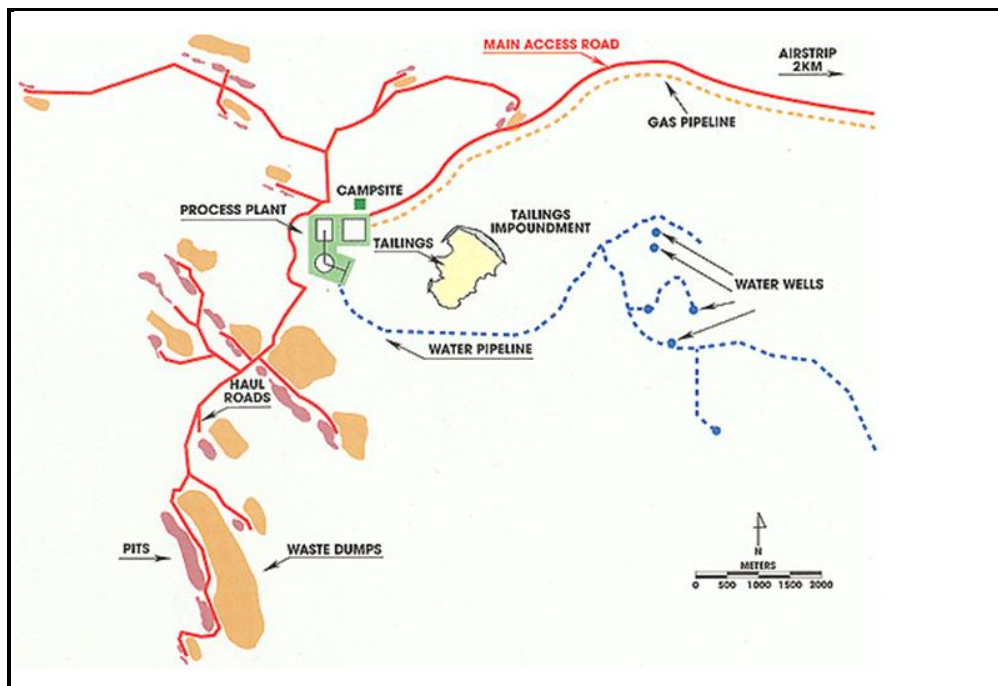 MAIN ACCESS ROAD
AIRSTRIP
2KM
GAS PIPELINE
CAMPSITE
PROCESS PLANT
TAILINGS
IMPOUNDMENT
TAILINGS
WATER WELLS
WATER PIPELINE
HAUL
ROADS
PITS
WASTE DUMPS
N
METERS
0 500 1000 1500 2000